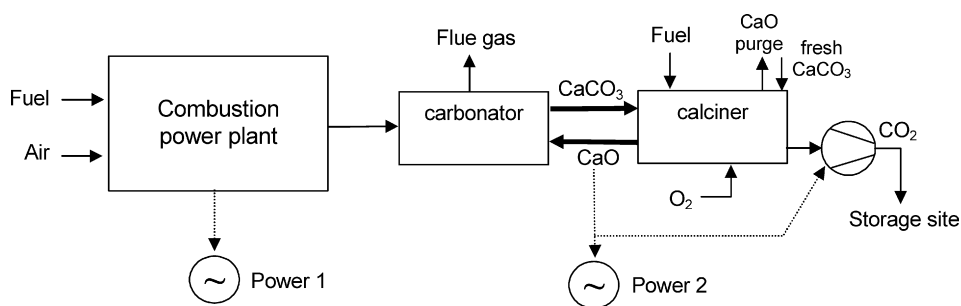 Fuel
Air
Combustion
power plant
Power 1
Flue gas
carbonator
CaCO₃
CaO
Fuel
CaO
purge
fresh
CaCO₃
calciner
O₂
CO₂
Storage site
~
Power 2
~